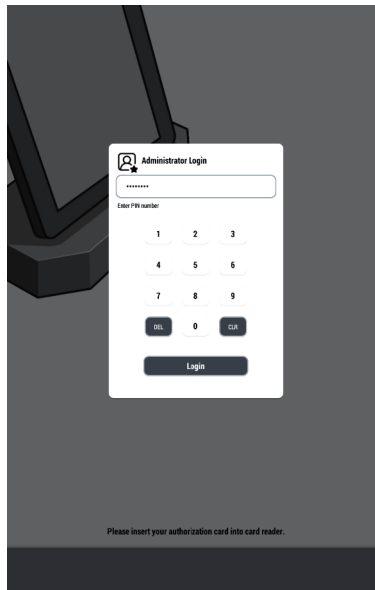 Administrator Login
••••••••
Enter PIN number
1 2 3
4 5 6
7 8 9
DEL 0 CLR
Login
Please insert your authorization card into card reader.